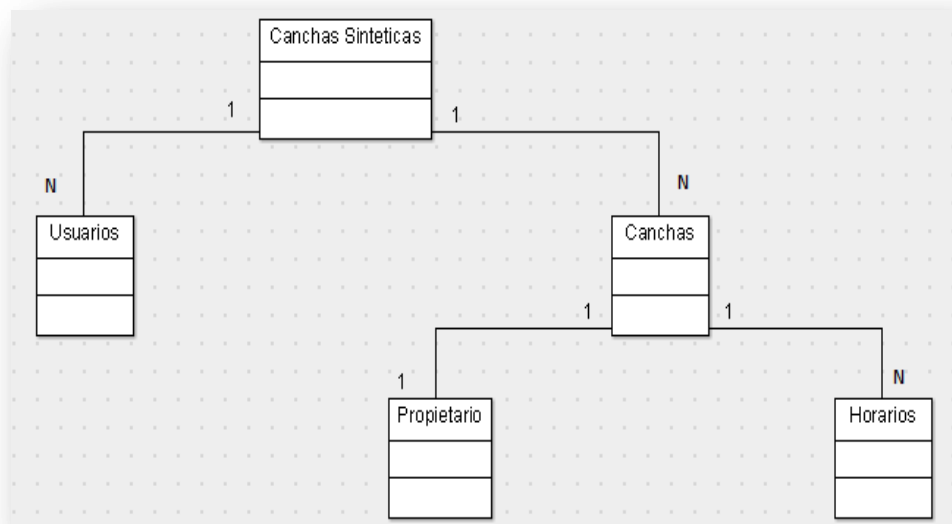 Canchas Sinteticas
1
1
N
N
Usuarios
Canchas
1
1
1
N
Propietario
Horarios